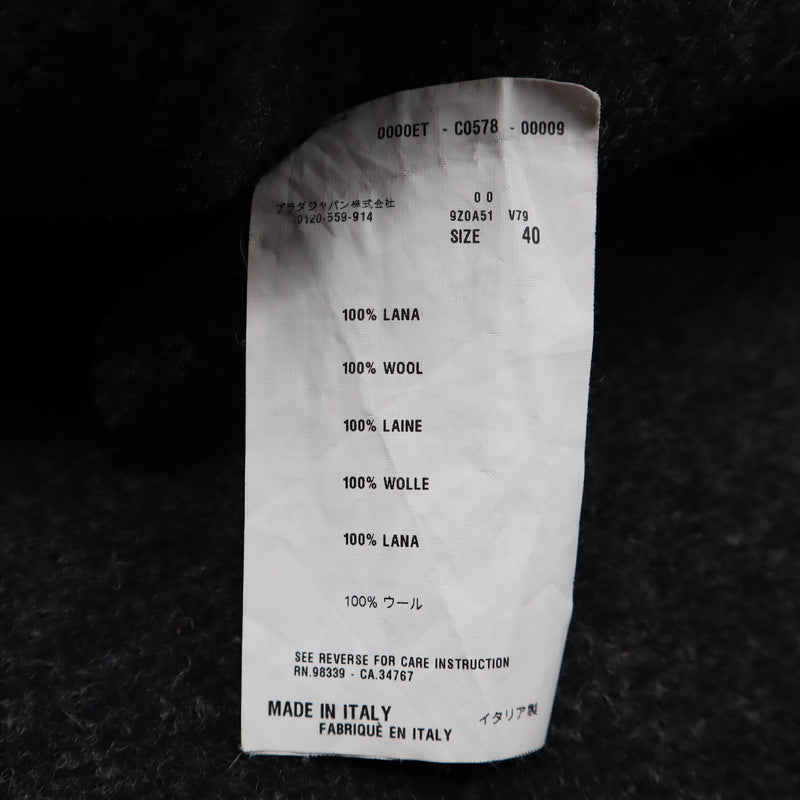 0000ET - C0578 - 00009
プラダジャパン株式会社
0120-559-914
0 0
9Z0A51 V79
SIZE 40
100% LANA
100% WOOL
100% LAINE
100% WOLLE
100% LANA
100% ウール
SEE REVERSE FOR CARE INSTRUCTION
RN.98339 - CA.34767
MADE IN ITALY
FABRIQUÈ EN ITALY
イタリア製